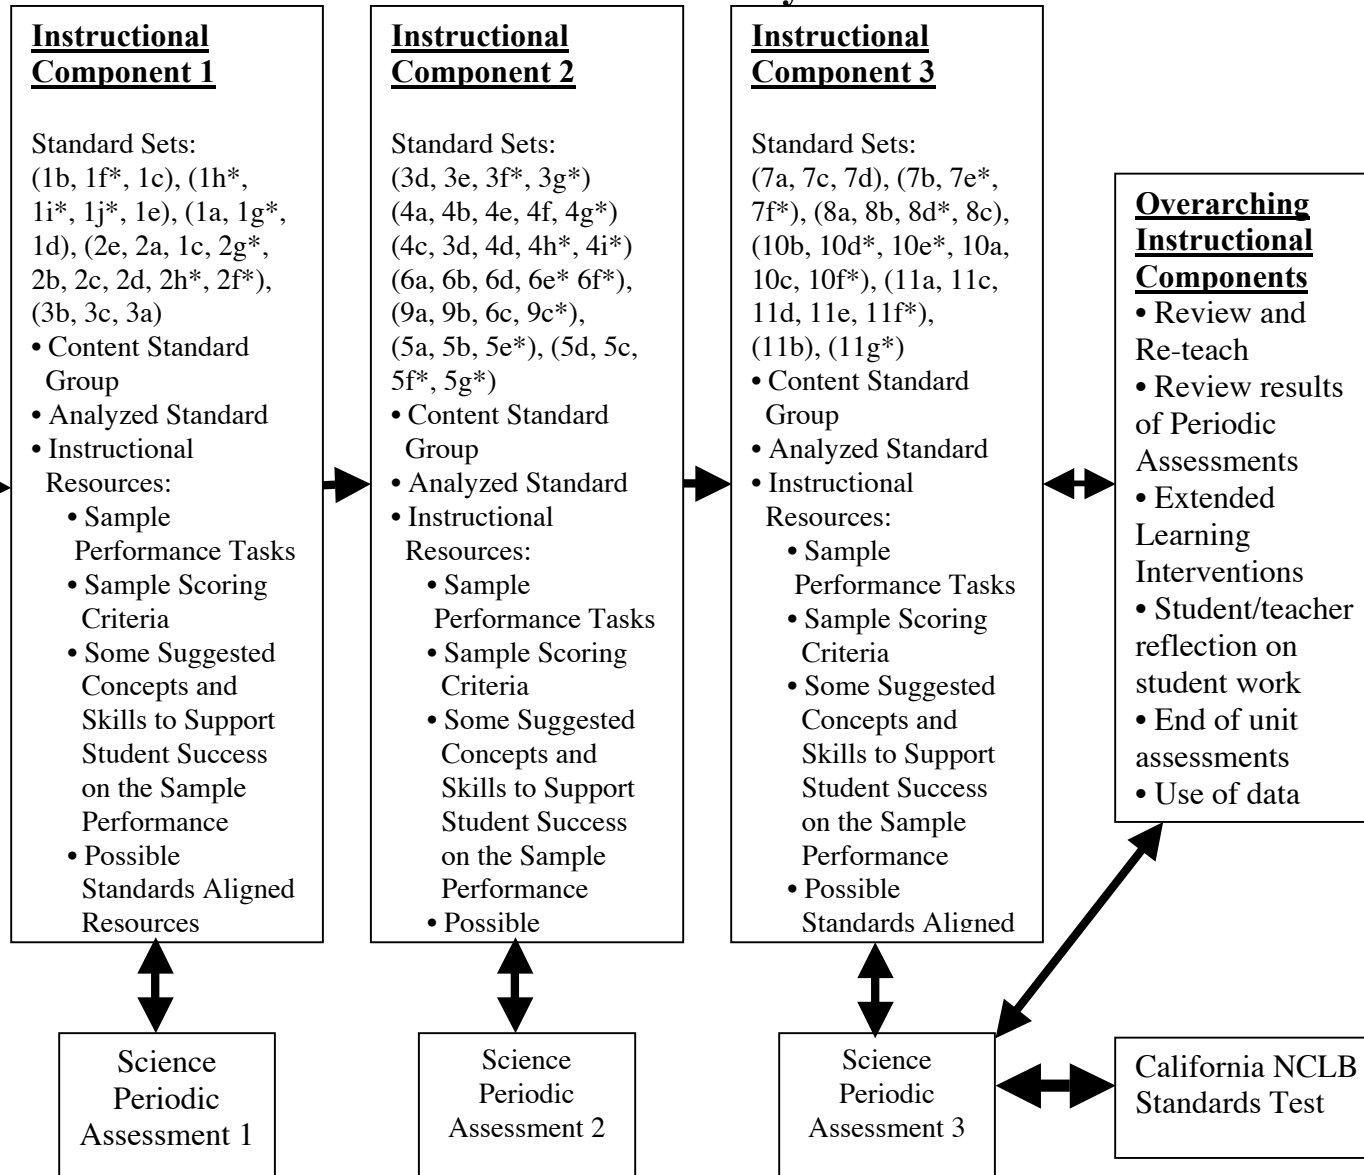 Instructional
Component 1
Standard Sets:
(1b, 1f*, 1c), (1h*,
1i*, 1j*, 1e), (1a, 1g*,
1d), (2e, 2a, 1c, 2g*,
2b, 2c, 2d, 2h*, 2f*),
(3b, 3c, 3a)
• Content Standard
Group
• Analyzed Standard
• Instructional
Resources:
• Sample
Performance Tasks
• Sample Scoring
Criteria
• Some Suggested
Concepts and
Skills to Support
Student Success
on the Sample
Performance
• Possible
Standards Aligned
Resources
Instructional
Component 2
Standard Sets:
(3d, 3e, 3f*, 3g*)
(4a, 4b, 4e, 4f, 4g*)
(4c, 3d, 4d, 4h*, 4i*)
(6a, 6b, 6d, 6e* 6f*),
(9a, 9b, 6c, 9c*),
(5a, 5b, 5e*), (5d, 5c,
5f*, 5g*)
• Content Standard
Group
• Analyzed Standard
• Instructional
Resources:
• Sample
Performance Tasks
• Sample Scoring
Criteria
• Some Suggested
Concepts and
Skills to Support
Student Success
on the Sample
Performance
• Possible
Instructional
Component 3
Standard Sets:
(7a, 7c, 7d), (7b, 7e*,
7f*), (8a, 8b, 8d*, 8c),
(10b, 10d*, 10e*, 10a,
10c, 10f*), (11a, 11c,
11d, 11e, 11f*),
(11b), (11g*)
• Content Standard
Group
• Analyzed Standard
• Instructional
Resources:
• Sample
Performance Tasks
• Sample Scoring
Criteria
• Some Suggested
Concepts and
Skills to Support
Student Success
on the Sample
Performance
• Possible
Standards Aligned
Overarching
Instructional
Components
• Review and
Re-teach
• Review results
of Periodic
Assessments
• Extended
Learning
Interventions
• Student/teacher
reflection on
student work
• End of unit
assessments
• Use of data
Science
Periodic
Assessment 1
Science
Periodic
Assessment 2
Science
Periodic
Assessment 3
California NCLB
Standards Test